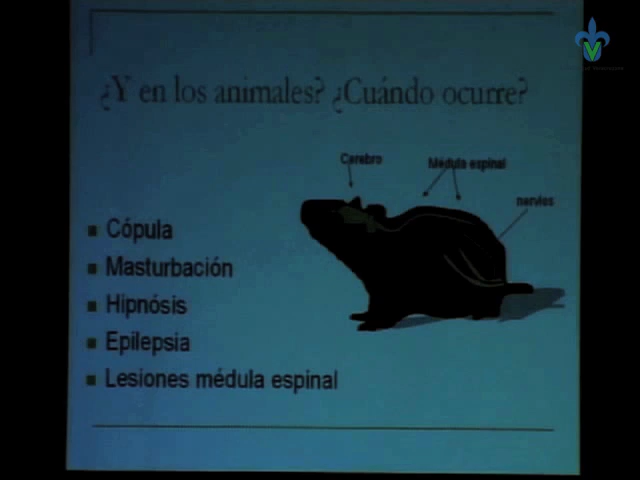 ¿Y en los animales? ¿Cuándo ocurre?
Cerebro
Médula espinal
nervios
Cópula
Masturbación
Hipnósis
Epilepsia
Lesiones médula espinal